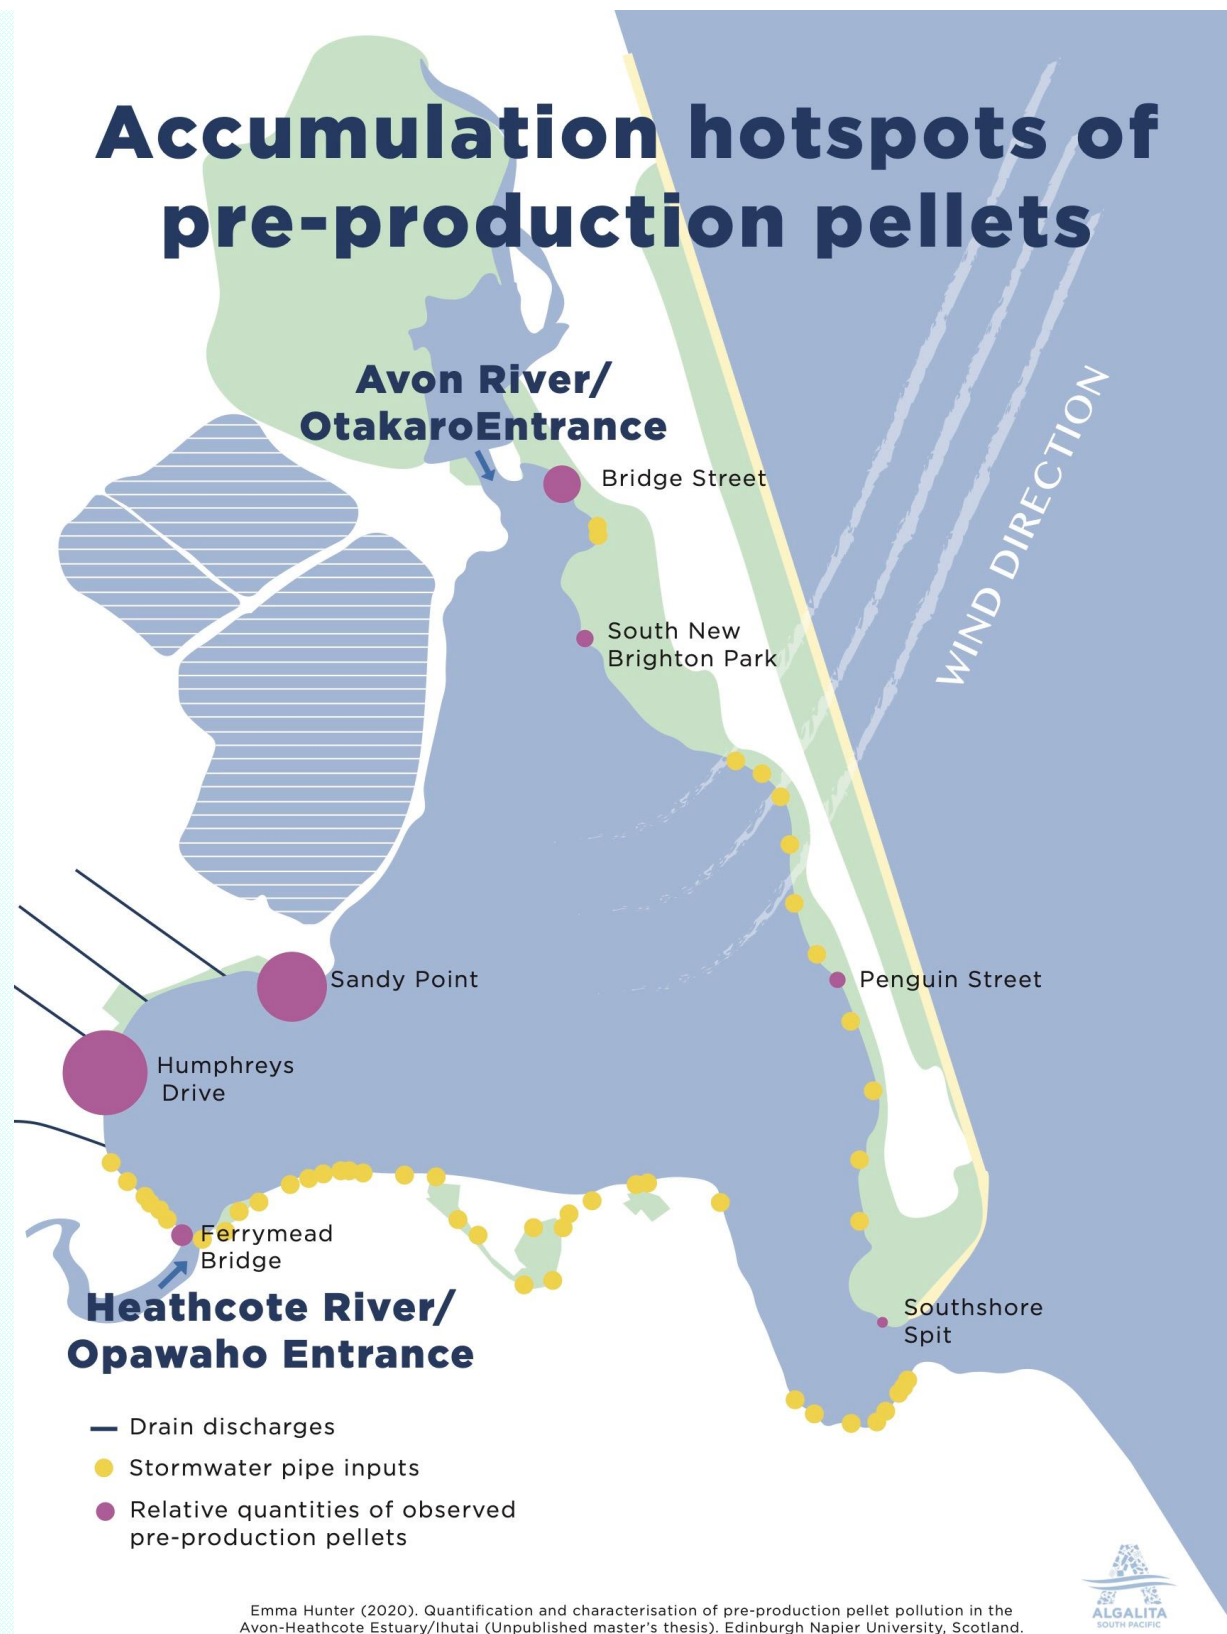 Accumulation hotspots of
pre-production pellets
Avon River/
OtakaroEntrance
Bridge Street
WIND DIRECTION
South New
Brighton Park
Sandy Point
Penguin Street
Humphreys
Drive
Ferrymead
Bridge
Heathcote River/
Opawaho Entrance
Southshore
Spit
Drain discharges
Stormwater pipe inputs
Relative quantities of observed
pre-production pellets
ALGALITA
SOUTH PACIFIC
Emma Hunter (2020). Quantification and characterisation of pre-production pellet pollution in the
Avon-Heathcote Estuary/Ihutai (Unpublished master's thesis). Edinburgh Napier University, Scotland.